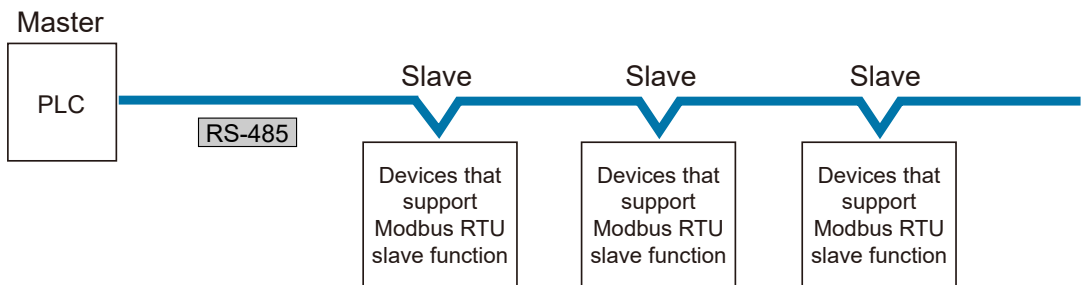 Master
PLC
RS-485
Slave
Slave
Slave
Devices that
support
Modbus RTU
slave function
Devices that
support
Modbus RTU
slave function
Devices that
support
Modbus RTU
slave function